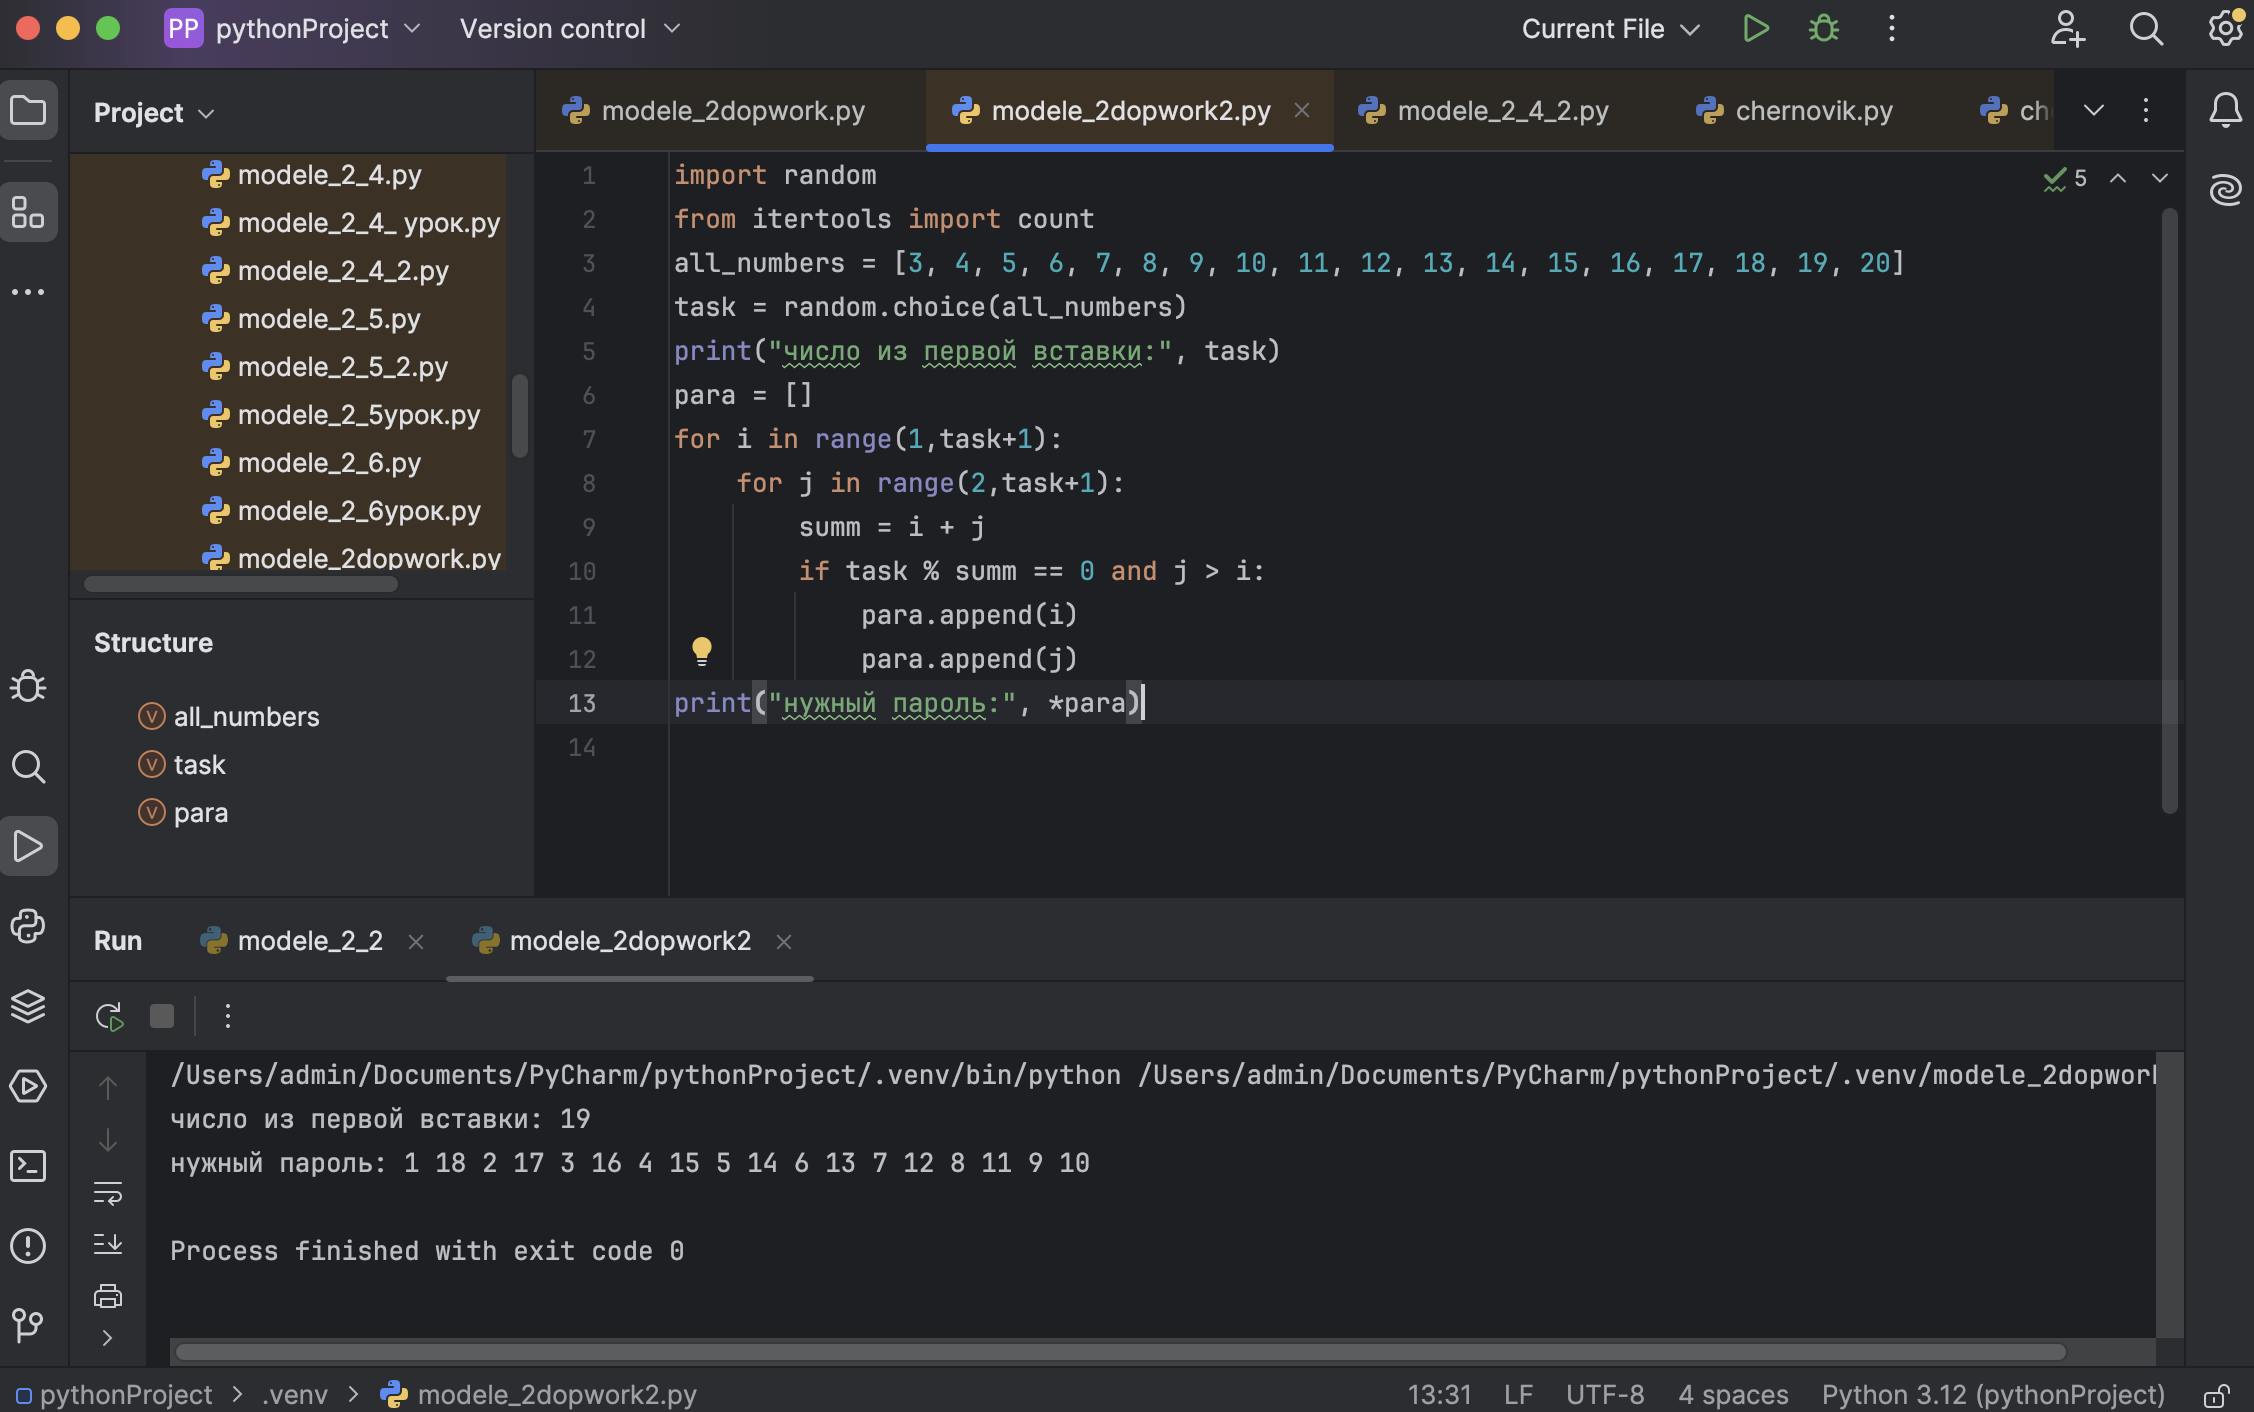 PP pythonProject Version control Current File
Project
modele_2dopwork.py modele_2dopwork2.py modele_2_4_2.py chernovik.py ch
modele_2_4.py
modele_2_4_ урок.py
modele_2_4_2.py
modele_2_5.py
modele_2_5_2.py
modele_2_5урок.py
modele_2_6.py
modele_2_6урок.py
modele_2dopwork.py
Structure
all_numbers
task
para
5
1 import random
2 from itertools import count
3 all_numbers = [3, 4, 5, 6, 7, 8, 9, 10, 11, 12, 13, 14, 15, 16, 17, 18, 19, 20]
4 task = random.choice(all_numbers)
5 print("число из первой вставки:", task)
6 para = []
7 for i in range(1,task+1):
8 for j in range(2,task+1):
9 summ = i + j
10 if task % summ == 0 and j > i:
11 para.append(i)
12 para.append(j)
13 print("нужный пароль:", *para)
14
Run modele_2_2 modele_2dopwork2
/Users/admin/Documents/PyCharm/pythonProject/.venv/bin/python /Users/admin/Documents/PyCharm/pythonProject/.venv/modele_2dopwork
число из первой вставки: 19
нужный пароль: 1 18 2 17 3 16 4 15 5 14 6 13 7 12 8 11 9 10
Process finished with exit code 0
pythonProject > .venv > modele_2dopwork2.py 13:31 LF UTF-8 4 spaces Python 3.12 (pythonProject)